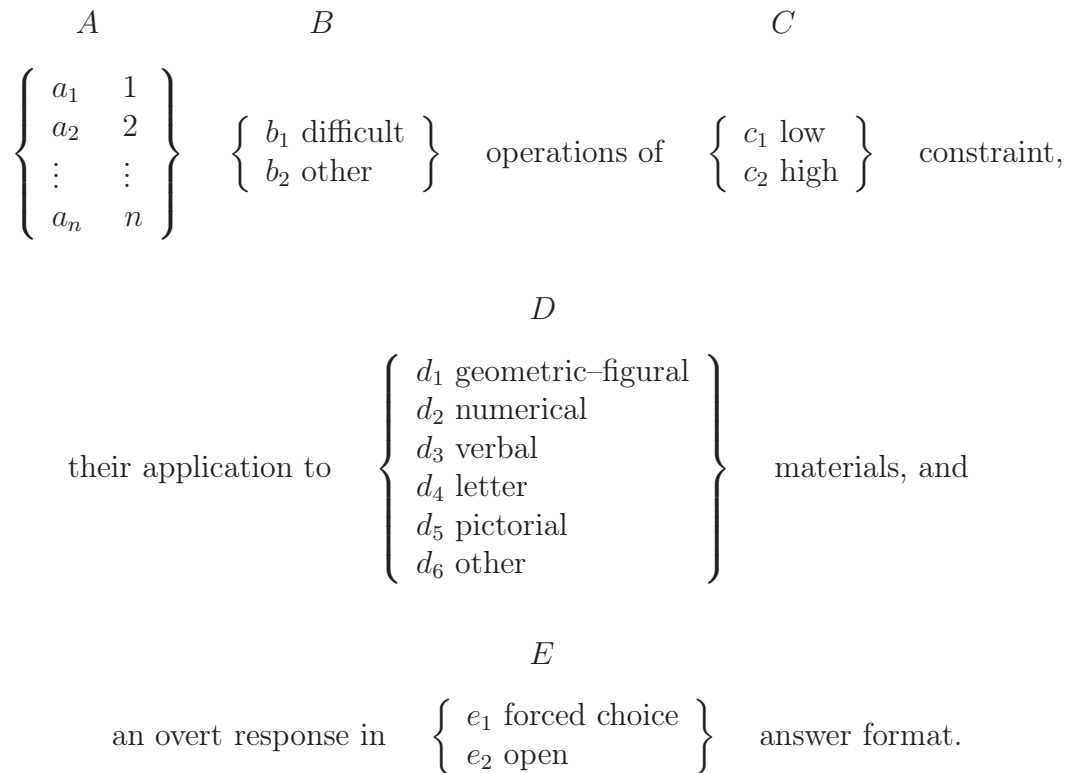 A B C
a₁ 1
a₂ 2
⋮ ⋮
aₙ n
b₁ difficult
b₂ other
operations of
c₁ low
c₂ high
constraint,
D
their application to
d₁ geometric–figural
d₂ numerical
d₃ verbal
d₄ letter
d₅ pictorial
d₆ other
materials, and
E
an overt response in
e₁ forced choice
e₂ open
answer format.